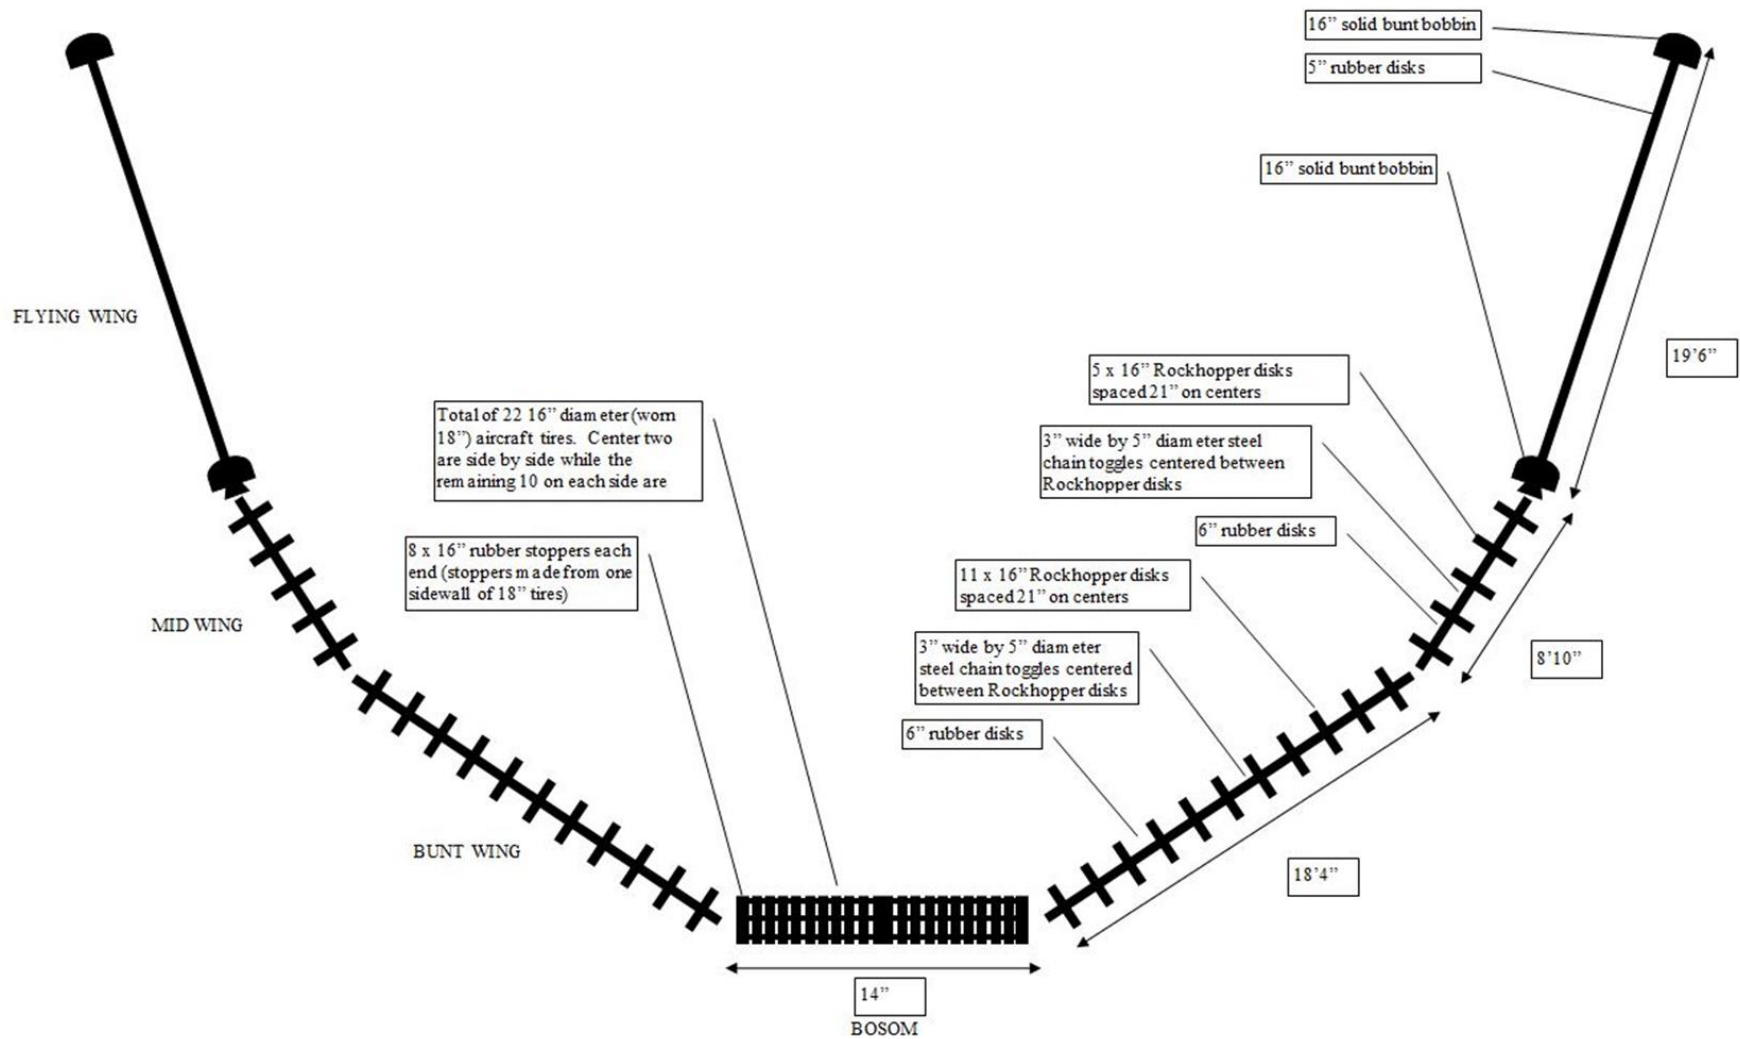 16” solid bunt bobbin
5” rubber disks
16” solid bunt bobbin
FLYING WING
19’6”
5 x 16” Rockhopper disks
spaced 21” on centers
Total of 22 16” diameter (worn
18”) aircraft tires. Center two
are side by side while the
remaining 10 on each side are
3” wide by 5” diameter steel
chain toggles centered between
Rockhopper disks
6” rubber disks
8 x 16” rubber stoppers each
end (stoppers made from one
sidewall of 18” tires)
11 x 16” Rockhopper disks
spaced 21” on centers
MID WING
3” wide by 5” diameter
steel chain toggles centered
between Rockhopper disks
8’10”
6” rubber disks
BUNT WING
18’4”
14”
BOSOM